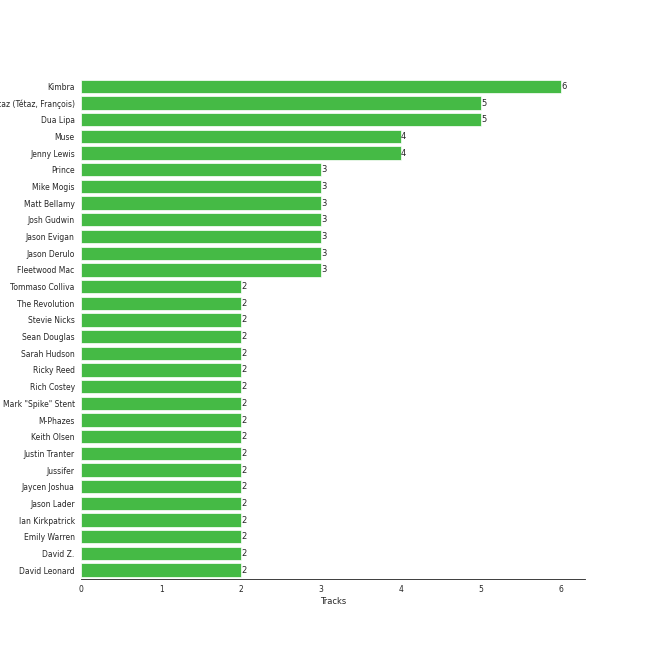 Kimbra 6
(Tétaz, François) 5
Dua Lipa 5
Muse 4
Jenny Lewis 4
Prince 3
Mike Mogis 3
Matt Bellamy 3
Josh Gudwin 3
Jason Evigan 3
Jason Derulo 3
Fleetwood Mac 3
Tommaso Colliva 2
The Revolution 2
Stevie Nicks 2
Sean Douglas 2
Sarah Hudson 2
Ricky Reed 2
Rich Costey 2
Mark "Spike" Stent 2
M-Phazes 2
Keith Olsen 2
Justin Tranter 2
Jussifer 2
Jaycen Joshua 2
Jason Lader 2
Ian Kirkpatrick 2
Emily Warren 2
David Z. 2
David Leonard 2
0 1 2 3 4 5 6
Tracks